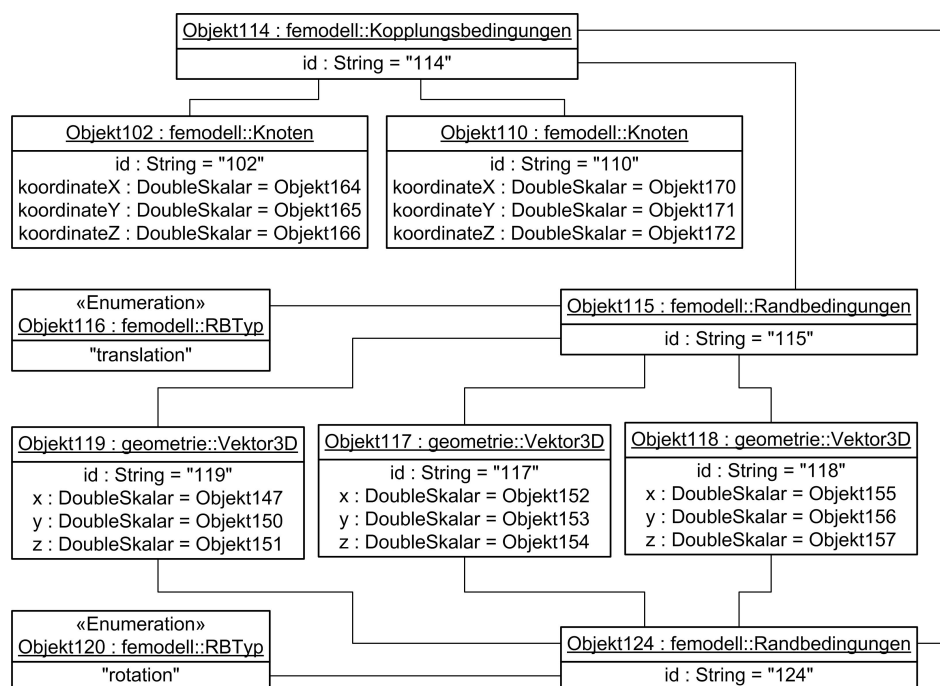 Objekt114 : femodell::Kopplungsbedingungen
id : String = "114"
Objekt102 : femodell::Knoten
id : String = "102"
koordinateX : DoubleSkalar = Objekt164
koordinateY : DoubleSkalar = Objekt165
koordinateZ : DoubleSkalar = Objekt166
Objekt110 : femodell::Knoten
id : String = "110"
koordinateX : DoubleSkalar = Objekt170
koordinateY : DoubleSkalar = Objekt171
koordinateZ : DoubleSkalar = Objekt172
«Enumeration»
Objekt116 : femodell::RBTyp
"translation"
Objekt115 : femodell::Randbedingungen
id : String = "115"
Objekt119 : geometrie::Vektor3D
id : String = "119"
x : DoubleSkalar = Objekt147
y : DoubleSkalar = Objekt150
z : DoubleSkalar = Objekt151
Objekt117 : geometrie::Vektor3D
id : String = "117"
x : DoubleSkalar = Objekt152
y : DoubleSkalar = Objekt153
z : DoubleSkalar = Objekt154
Objekt118 : geometrie::Vektor3D
id : String = "118"
x : DoubleSkalar = Objekt155
y : DoubleSkalar = Objekt156
z : DoubleSkalar = Objekt157
«Enumeration»
Objekt120 : femodell::RBTyp
"rotation"
Objekt124 : femodell::Randbedingungen
id : String = "124"